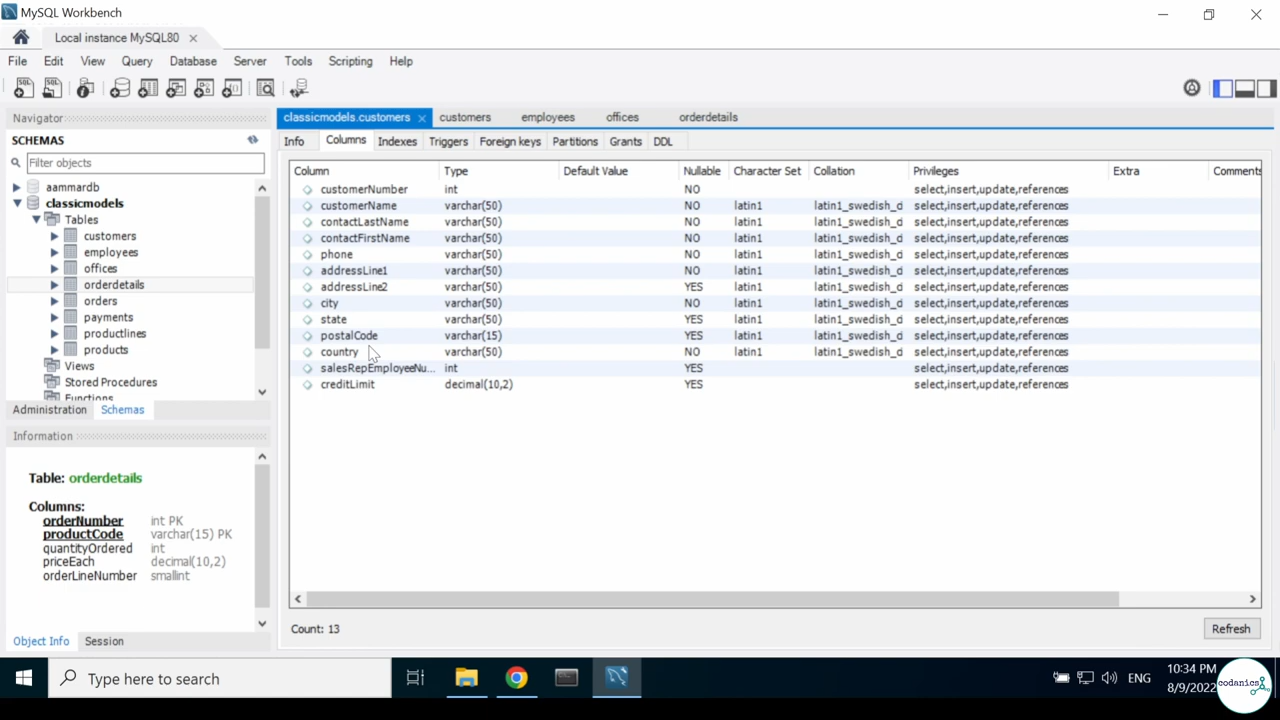 MySQL Workbench
Local instance MySQL80
File Edit View Query Database Server Tools Scripting Help
Navigator
SCHEMAS
Filter objects
aammardb
classicmodels
Tables
customers
employees
offices
orderdetails
orders
payments
productlines
products
Views
Stored Procedures
Functions
Administration Schemas
Information
Table: orderdetails
Columns:
orderNumber int PK
productCode varchar(15) PK
quantityOrdered int
priceEach decimal(10,2)
orderLineNumber smallint
Object Info Session
classicmodels.customers customers employees offices orderdetails
Info Columns Indexes Triggers Foreign keys Partitions Grants DDL
Column Type Default Value Nullable Character Set Collation Privileges Extra Comments
customerNumber int NO select,insert,update,references
customerName varchar(50) NO latin1 latin1_swedish_ci select,insert,update,references
contactLastName varchar(50) NO latin1 latin1_swedish_ci select,insert,update,references
contactFirstName varchar(50) NO latin1 latin1_swedish_ci select,insert,update,references
phone varchar(50) NO latin1 latin1_swedish_ci select,insert,update,references
addressLine1 varchar(50) NO latin1 latin1_swedish_ci select,insert,update,references
addressLine2 varchar(50) YES latin1 latin1_swedish_ci select,insert,update,references
city varchar(50) NO latin1 latin1_swedish_ci select,insert,update,references
state varchar(50) YES latin1 latin1_swedish_ci select,insert,update,references
postalCode varchar(15) YES latin1 latin1_swedish_ci select,insert,update,references
country varchar(50) NO latin1 latin1_swedish_ci select,insert,update,references
salesRepEmployeeNu... int YES select,insert,update,references
creditLimit decimal(10,2) YES select,insert,update,references
Count: 13
Refresh
Type here to search
ENG
10:34 PM
8/9/2022
codanics